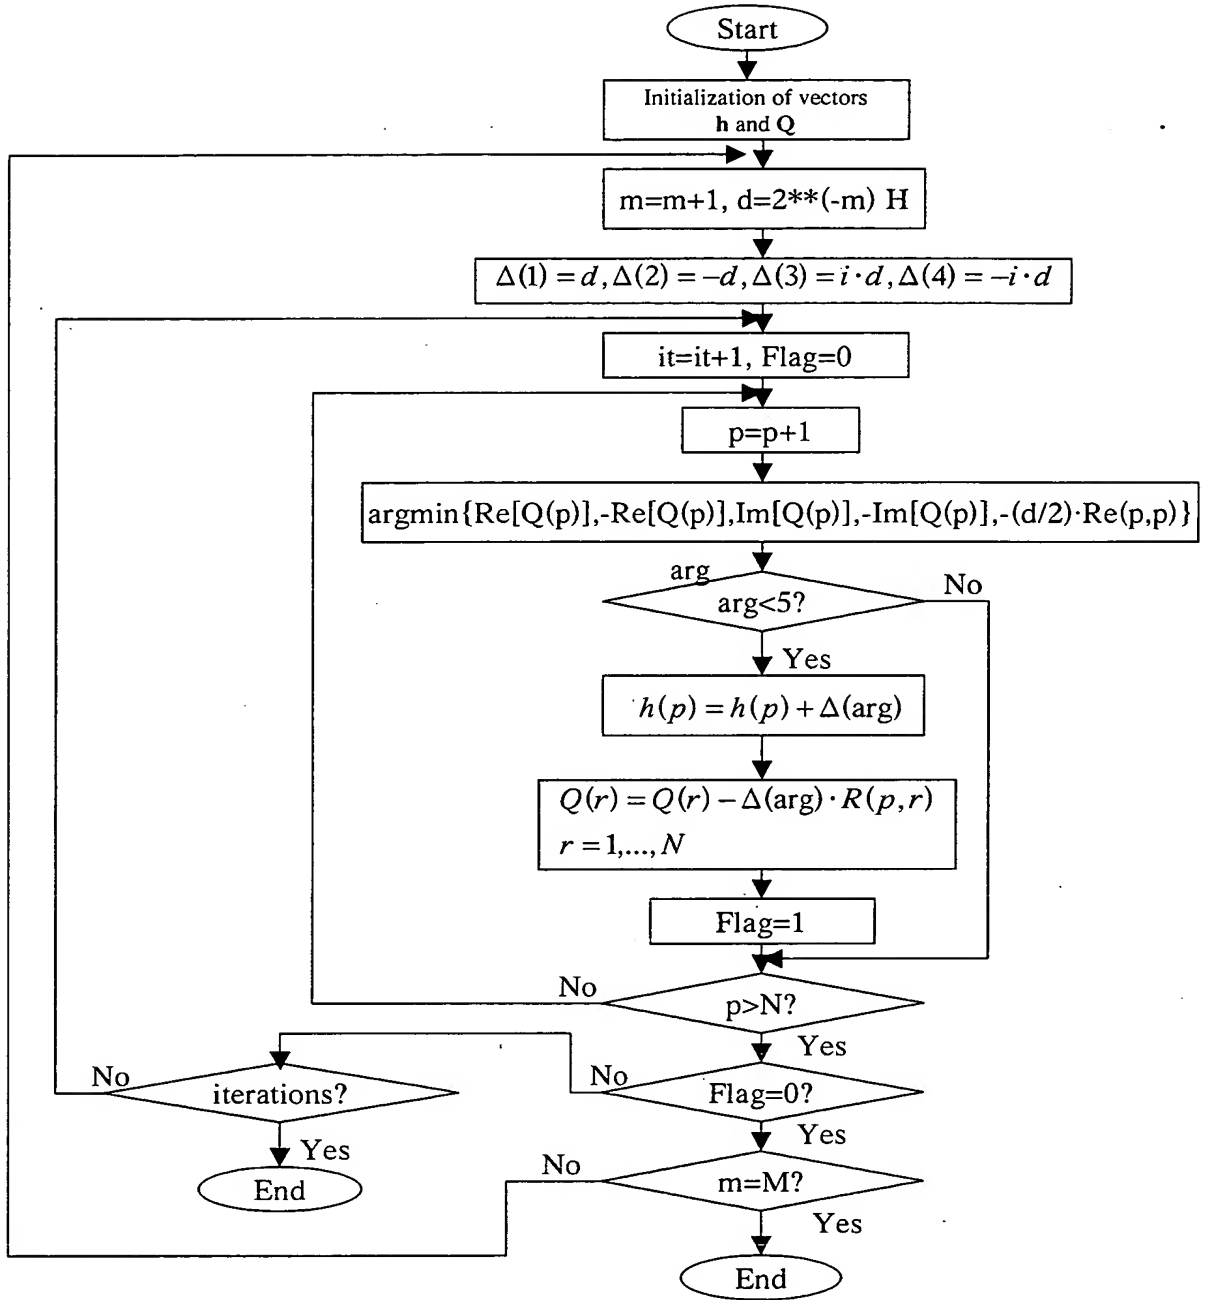 Start
Initialization of vectors
h and Q
m=m+1, d=2**(-m) H
Δ(1) = d, Δ(2) = −d, Δ(3) = i·d, Δ(4) = −i·d
it=it+1, Flag=0
p=p+1
argmin{Re[Q(p)],-Re[Q(p)],Im[Q(p)],-Im[Q(p)],-(d/2)·Re(p,p)}
arg
No
arg<5?
Yes
h(p) = h(p) + Δ(arg)
Q(r) = Q(r) − Δ(arg)·R(p,r)
r = 1,...,N
Flag=1
No
p>N?
Yes
No
iterations?
No
Flag=0?
Yes
Yes
No
End
m=M?
Yes
End